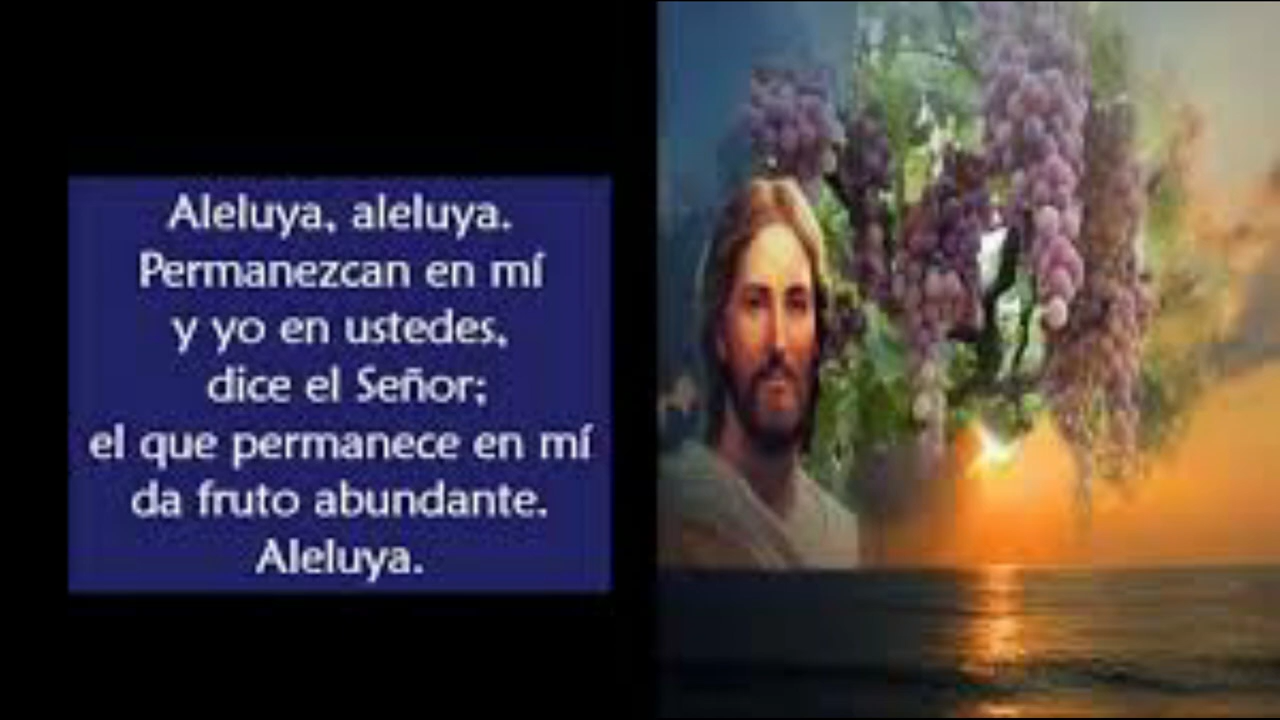 Aleluya, aleluya.
Permanezcan en mí
y yo en ustedes,
dice el Señor;
el que permanece en mí
da fruto abundante.
Aleluya.